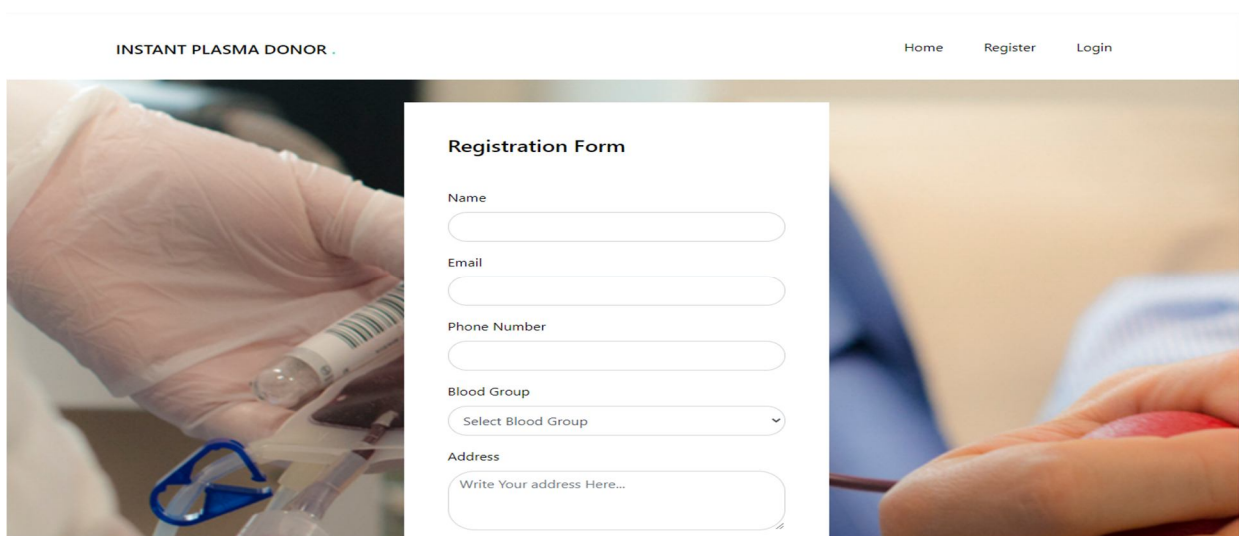 INSTANT PLASMA DONOR .
Home Register Login
Registration Form
Name
Email
Phone Number
Blood Group
Select Blood Group
Address
Write Your address Here...